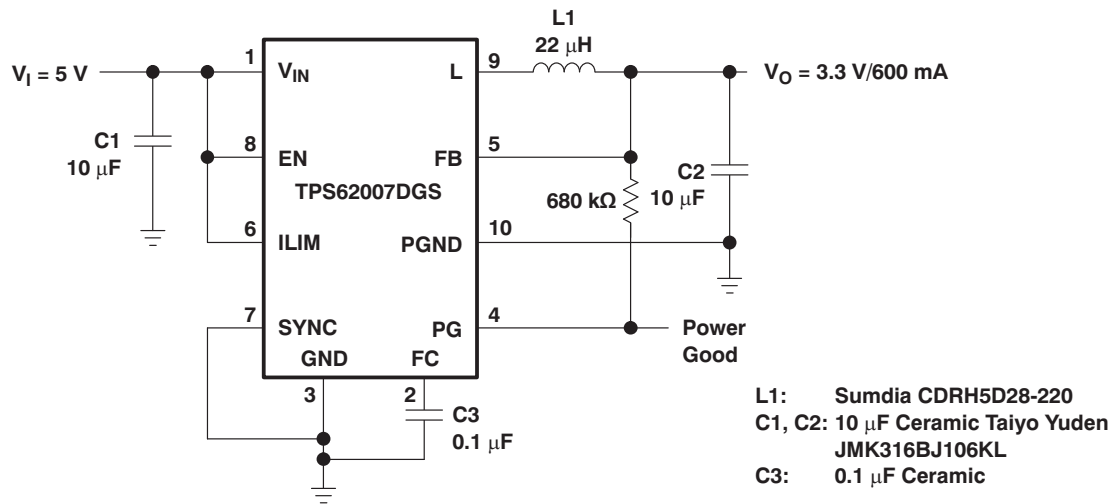 L1
22 μH
V_I = 5 V
1
V_IN
L
9
V_O = 3.3 V/600 mA
C1
10 μF
8
EN
FB
5
TPS62007DGS
680 kΩ
C2
10 μF
6
ILIM
PGND
10
7
SYNC
PG
4
Power
Good
GND
FC
3
2
C3
0.1 μF
L1: Sumdia CDRH5D28-220
C1, C2: 10 μF Ceramic Taiyo Yuden
JMK316BJ106KL
C3: 0.1 μF Ceramic